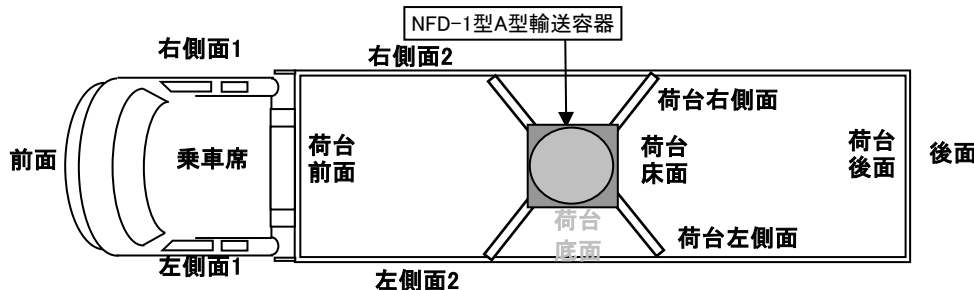 NFD-1型A型輸送容器
右側面1
右側面2
荷台右側面
前面
乗車席
荷台
前面
荷台
床面
荷台
後面
後面
荷台
底面
荷台左側面
左側面1
左側面2